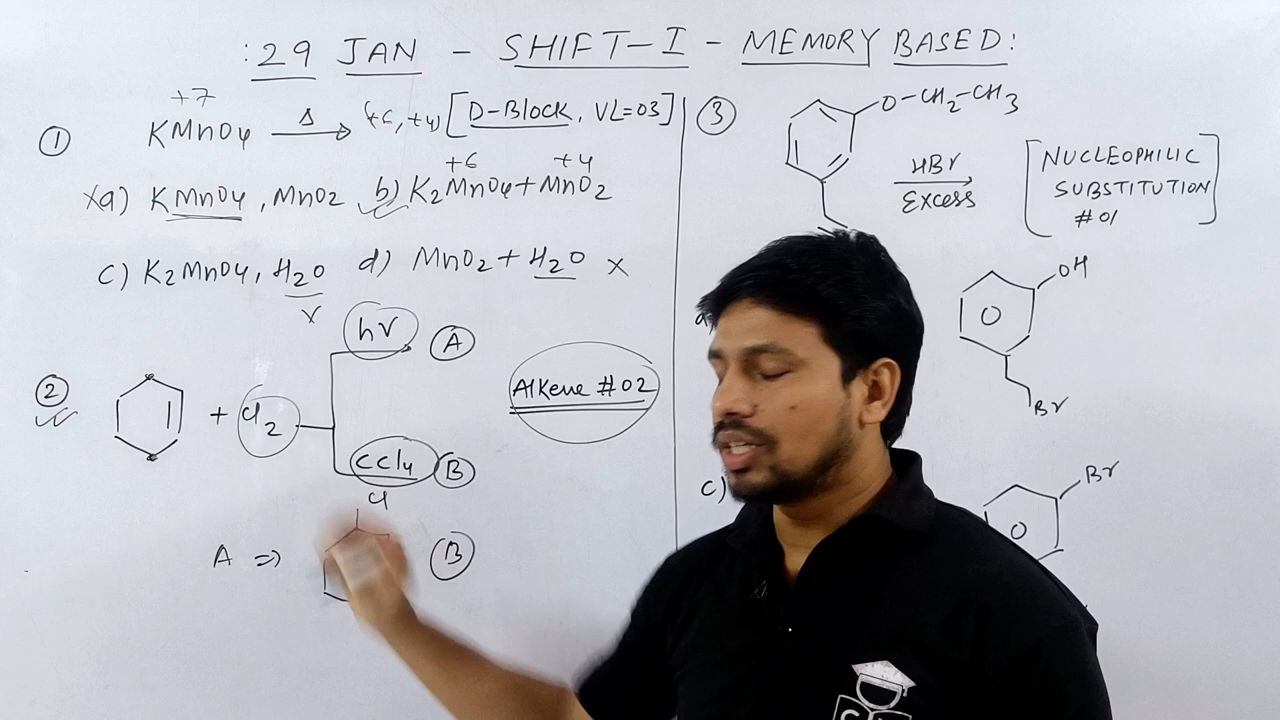 : 29 JAN - SHIFT-I - MEMORY BASED :
① +7
KMnO4 Δ→ (+6, +4) [D-Block, VL=03]
+6 +4
Xa) KMnO4, MnO2 b) K2MnO4+MnO2
c) K2MnO4, H2O d) MnO2 + H2O X
② + Cl2
hν A
CCl4 B
Alkene #02
Cl
A ⇒ B
③ O-CH2-CH3
HBr
Excess
[NUCLEOPHILIC
SUBSTITUTION
#01]
OH
Br
c) Br